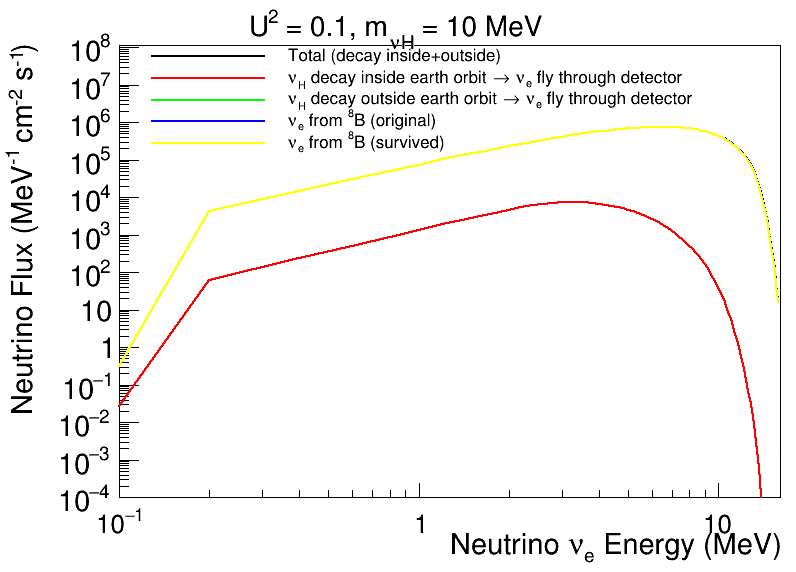 U² = 0.1, m_νH = 10 MeV
Total (decay inside+outside)
ν_H decay inside earth orbit → ν_e fly through detector
ν_H decay outside earth orbit → ν_e fly through detector
ν_e from ⁸B (original)
ν_e from ⁸B (survived)
Neutrino Flux (MeV⁻¹ cm⁻² s⁻¹)
10⁸
10⁷
10⁶
10⁵
10⁴
10³
10²
10
1
10⁻¹
10⁻²
10⁻³
10⁻⁴
10⁻¹ 1 10
Neutrino ν_e Energy (MeV)